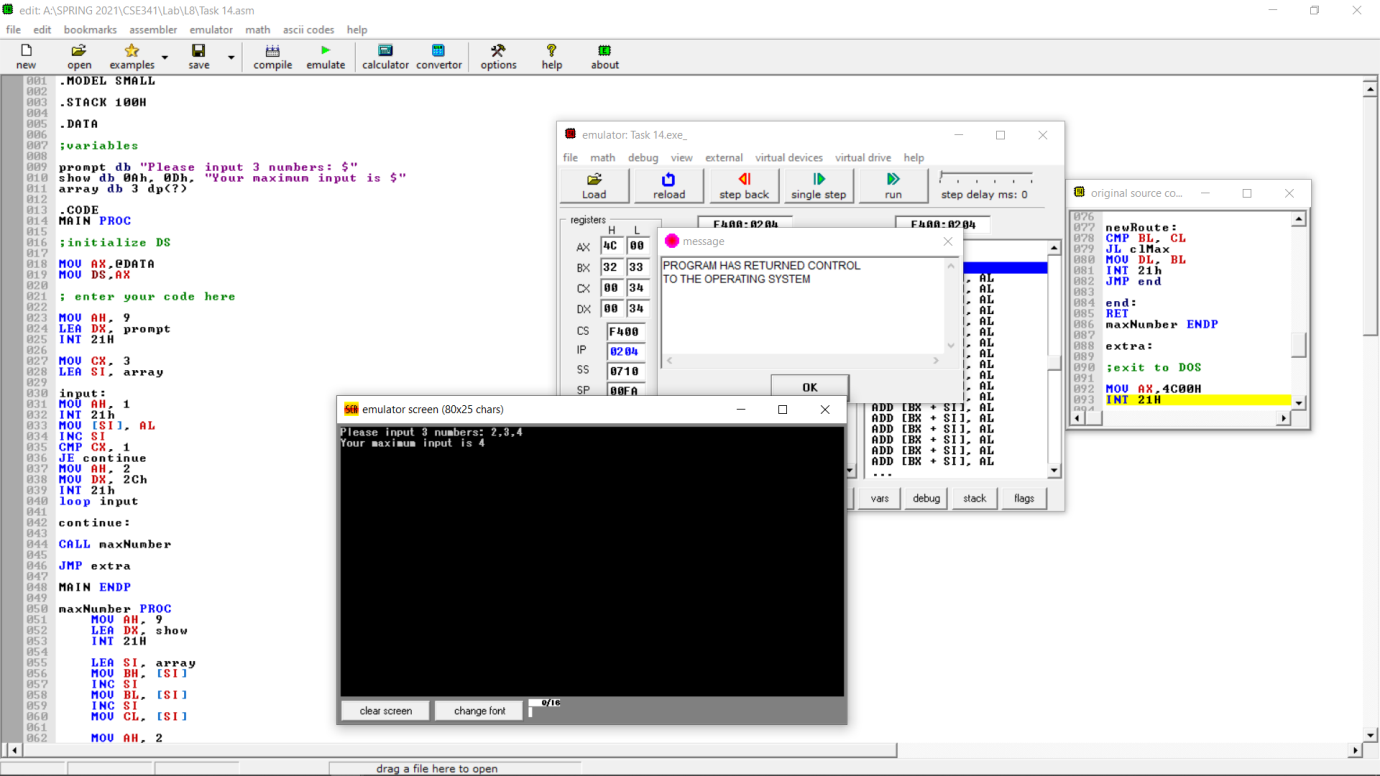 edit: A:\SPRING 2021\CSE341\Lab\L8\Task 14.asm
file edit bookmarks assembler emulator math ascii codes help
new open examples save compile emulate calculator convertor options help about
001 .MODEL SMALL
002
003 .STACK 100H
004
005 .DATA
006
007 ;variables
008
009 prompt db "Please input 3 numbers: $"
010 show db 0Ah, 0Dh, "Your maximum input is $"
011 array db 3 dp(?)
012
013 .CODE
014 MAIN PROC
015
016 ;initialize DS
017
018 MOV AX,@DATA
019 MOV DS,AX
020
021 ; enter your code here
022
023 MOV AH, 9
024 LEA DX, prompt
025 INT 21H
026
027 MOV CX, 3
028 LEA SI, array
029
030 input:
031 MOV AH, 1
032 INT 21h
033 MOV [SI], AL
034 INC SI
035 CMP CX, 1
036 JE continue
037 MOV AH, 2
038 MOV DX, 2Ch
039 INT 21h
040 loop input
041
042 continue:
043
044 CALL maxNumber
045
046 JMP extra
047
048 MAIN ENDP
049
050 maxNumber PROC
051 MOV AH, 9
052 LEA DX, show
053 INT 21H
054
055 LEA SI, array
056 MOV BH, [SI]
057 INC SI
058 MOV BL, [SI]
059 INC SI
060 MOV CL, [SI]
061
062 MOV AH, 2
drag a file here to open
emulator: Task 14.exe_
file math debug view external virtual devices virtual drive help
Load reload step back single step run step delay ms: 0
registers
F400:0204 F400:0204
H L
AX 4C 00
BX 32 33
CX 00 34
DX 00 34
CS F400
IP 0204
SS 0710
SP 00FA
, AL
, AL
, AL
, AL
, AL
, AL
, AL
, AL
, AL
, AL
, AL
, AL
ADD [BX + SI], AL
ADD [BX + SI], AL
ADD [BX + SI], AL
ADD [BX + SI], AL
ADD [BX + SI], AL
ADD [BX + SI], AL
...
vars debug stack flags
message
PROGRAM HAS RETURNED CONTROL
TO THE OPERATING SYSTEM
OK
emulator screen (80x25 chars)
Please input 3 numbers: 2,3,4
Your maximum input is 4
clear screen change font 0/16
original source co...
076
077 newRoute:
078 CMP BL, CL
079 JL clMax
080 MOV DL, BL
081 INT 21h
082 JMP end
083
084 end:
085 RET
086 maxNumber ENDP
087
088 extra:
089
090 ;exit to DOS
091
092 MOV AX,4C00H
093 INT 21H
094